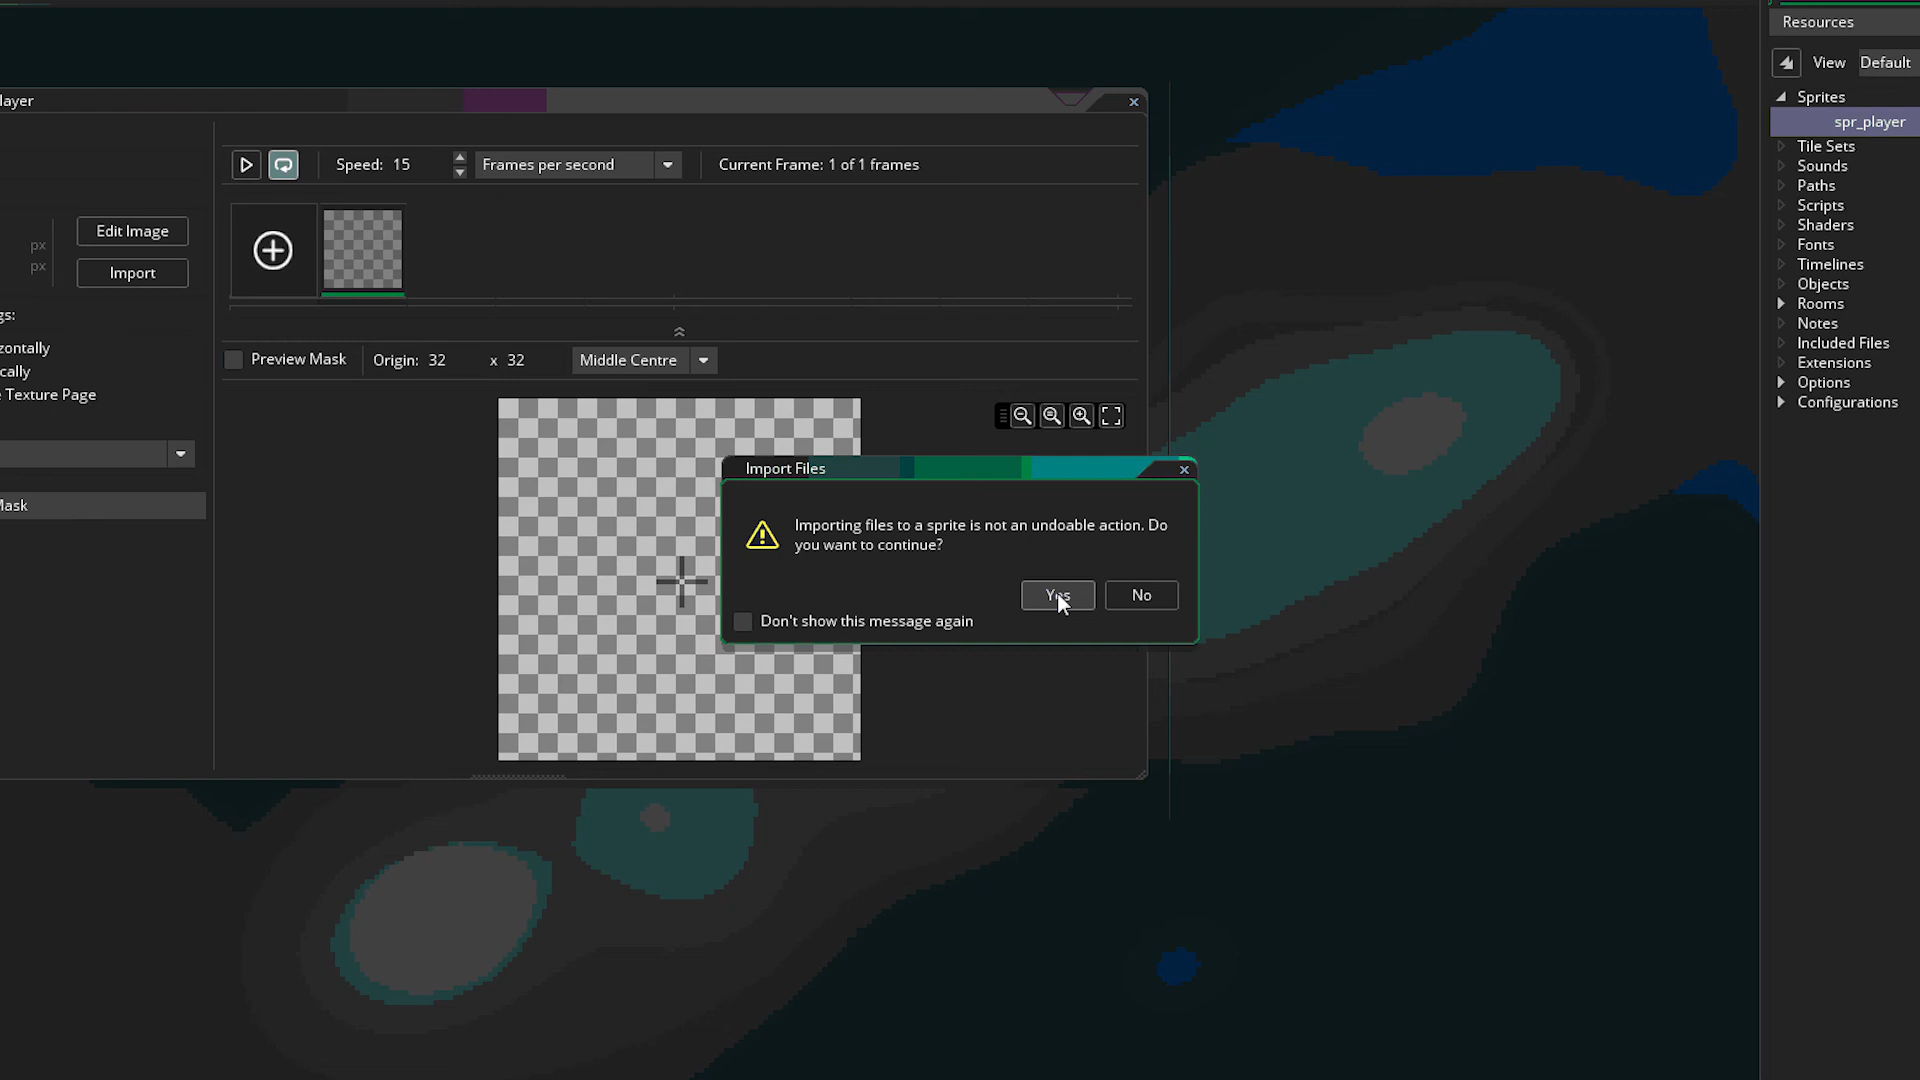 Resources
View Default
layer
Sprites
spr_player
Tile Sets
Sounds
Paths
Scripts
Shaders
Fonts
Timelines
Objects
Rooms
Notes
Included Files
Extensions
Options
Configurations
Speed: 15 Frames per second Current Frame: 1 of 1 frames
px
px
Edit Image
Import
gs:
zontally
cally
e Texture Page
Mask
Preview Mask Origin: 32 x 32 Middle Centre
Import Files
Importing files to a sprite is not an undoable action. Do
you want to continue?
Yes No
Don't show this message again